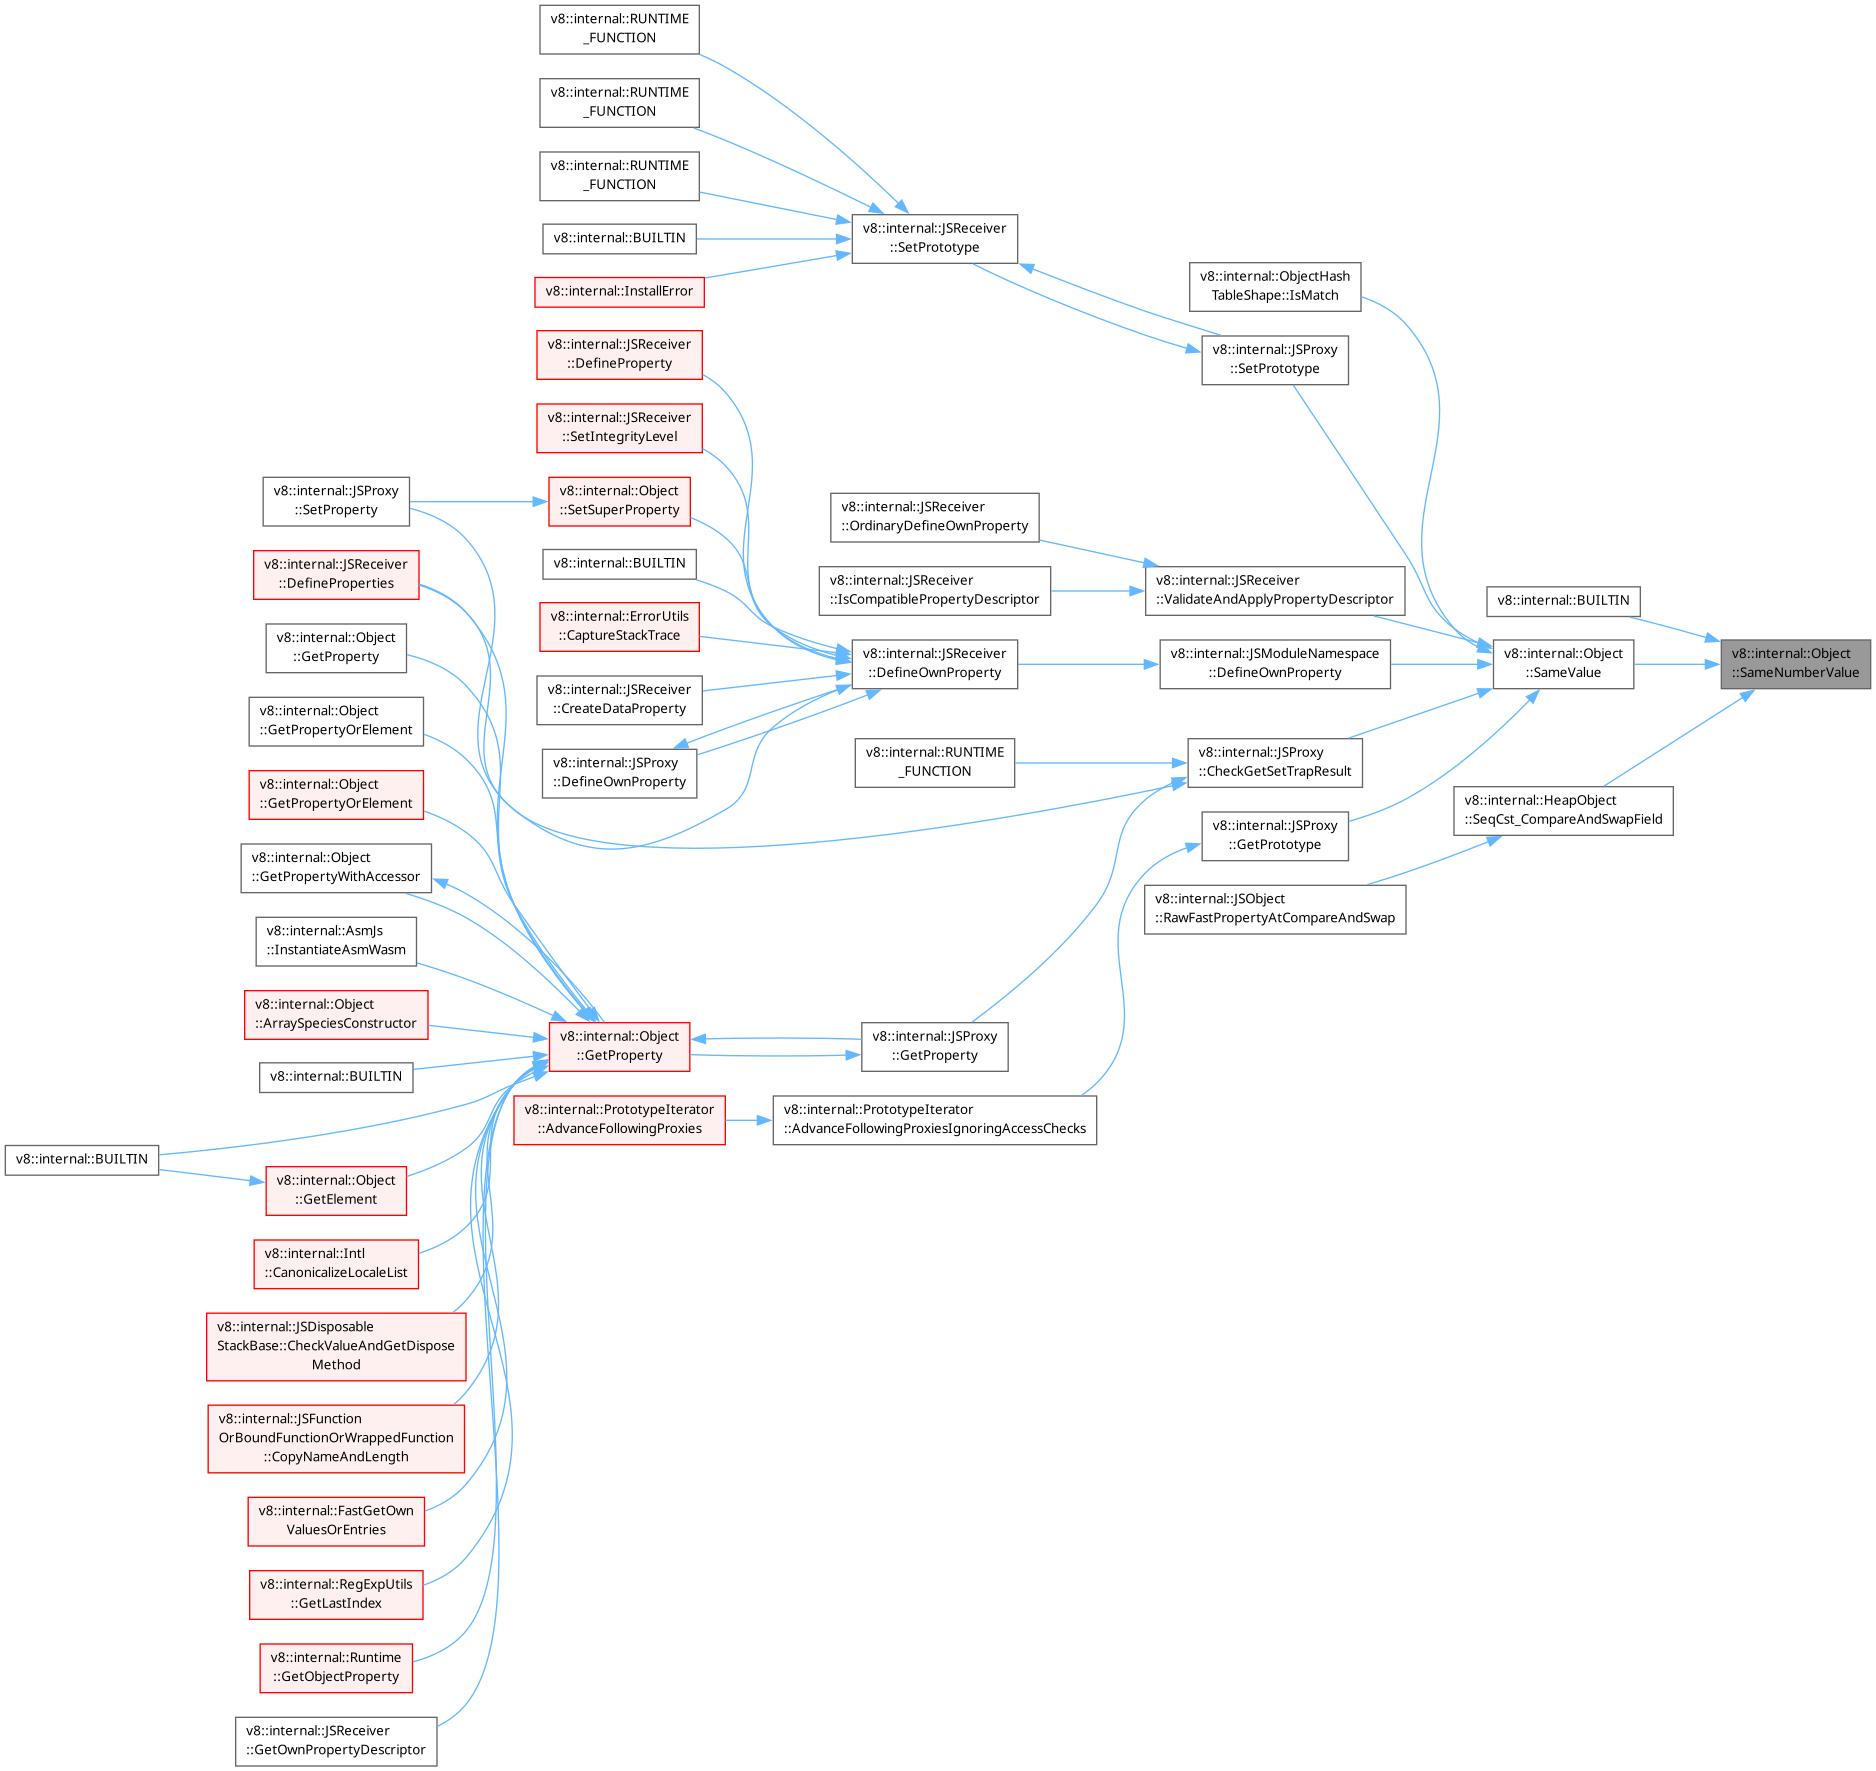 v8::internal::RUNTIME
_FUNCTION
v8::internal::RUNTIME
_FUNCTION
v8::internal::RUNTIME
_FUNCTION
v8::internal::BUILTIN
v8::internal::InstallError
v8::internal::JSReceiver
::SetPrototype
v8::internal::ObjectHash
TableShape::IsMatch
v8::internal::JSProxy
::SetPrototype
v8::internal::JSReceiver
::DefineProperty
v8::internal::JSReceiver
::SetIntegrityLevel
v8::internal::Object
::SetSuperProperty
v8::internal::BUILTIN
v8::internal::ErrorUtils
::CaptureStackTrace
v8::internal::JSReceiver
::CreateDataProperty
v8::internal::JSProxy
::DefineOwnProperty
v8::internal::JSReceiver
::OrdinaryDefineOwnProperty
v8::internal::JSReceiver
::IsCompatiblePropertyDescriptor
v8::internal::JSReceiver
::DefineOwnProperty
v8::internal::RUNTIME
_FUNCTION
v8::internal::JSReceiver
::ValidateAndApplyPropertyDescriptor
v8::internal::JSModuleNamespace
::DefineOwnProperty
v8::internal::JSProxy
::CheckGetSetTrapResult
v8::internal::JSProxy
::GetPrototype
v8::internal::JSObject
::RawFastPropertyAtCompareAndSwap
v8::internal::BUILTIN
v8::internal::Object
::SameValue
v8::internal::HeapObject
::SeqCst_CompareAndSwapField
v8::internal::Object
::SameNumberValue
v8::internal::JSProxy
::SetProperty
v8::internal::JSReceiver
::DefineProperties
v8::internal::Object
::GetProperty
v8::internal::Object
::GetPropertyOrElement
v8::internal::Object
::GetPropertyOrElement
v8::internal::Object
::GetPropertyWithAccessor
v8::internal::AsmJs
::InstantiateAsmWasm
v8::internal::Object
::ArraySpeciesConstructor
v8::internal::BUILTIN
v8::internal::Object
::GetProperty
v8::internal::JSProxy
::GetProperty
v8::internal::PrototypeIterator
::AdvanceFollowingProxies
v8::internal::PrototypeIterator
::AdvanceFollowingProxiesIgnoringAccessChecks
v8::internal::BUILTIN
v8::internal::Object
::GetElement
v8::internal::Intl
::CanonicalizeLocaleList
v8::internal::JSDisposable
StackBase::CheckValueAndGetDispose
Method
v8::internal::JSFunction
OrBoundFunctionOrWrappedFunction
::CopyNameAndLength
v8::internal::FastGetOwn
ValuesOrEntries
v8::internal::RegExpUtils
::GetLastIndex
v8::internal::Runtime
::GetObjectProperty
v8::internal::JSReceiver
::GetOwnPropertyDescriptor